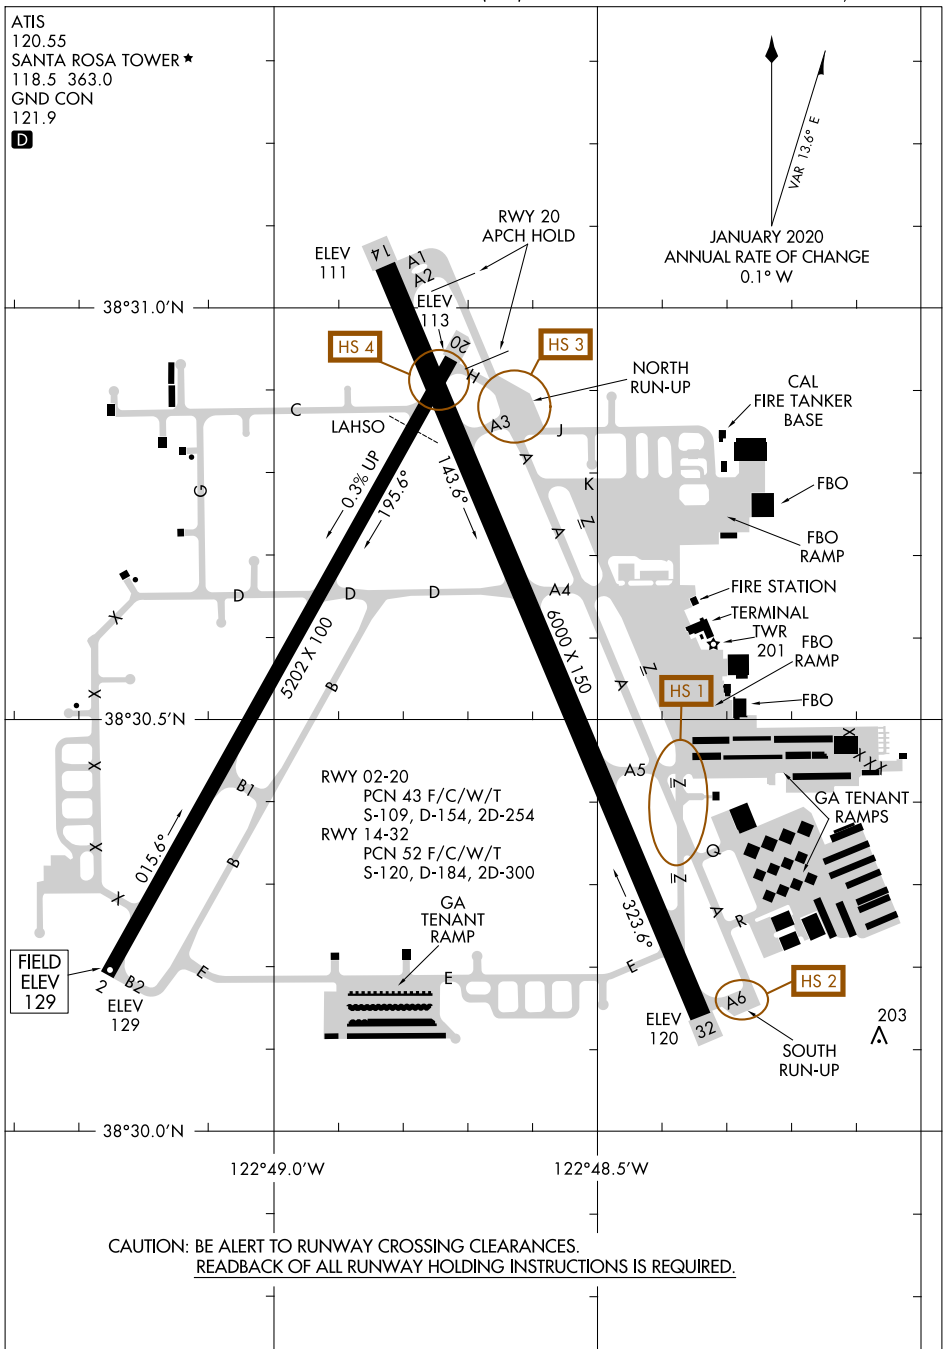 ATIS
120.55
SANTA ROSA TOWER★
118.5 363.0
GND CON
121.9
D
VAR 13.6° E
JANUARY 2020
ANNUAL RATE OF CHANGE
0.1° W
RWY 20
APCH HOLD
ELEV
111
14
A1
A2
ELEV
113
20
38°31.0'N
HS 4
HS 3
H
NORTH
RUN-UP
CAL
FIRE TANKER
BASE
C
LAHSO
A3
J
A
K
G
0.3% UP
195.6°
143.6°
A
Z
FBO
FBO
RAMP
D
D
D
A4
FIRE STATION
TERMINAL
TWR
201
FBO
RAMP
X
5202 X 100
6000 X 150
B
A
Z
X
HS 1
FBO
38°30.5'N
X
X
X
X
X
B1
A5
Z
RWY 02-20
PCN 43 F/C/W/T
S-109, D-154, 2D-254
RWY 14-32
PCN 52 F/C/W/T
S-120, D-184, 2D-300
GA TENANT
RAMPS
015.6°
X
B
Q
Z
X
GA
TENANT
RAMP
323.6°
A
R
FIELD
ELEV
129
2
B2
ELEV
129
E
E
E
HS 2
A6
ELEV
120
32
203
SOUTH
RUN-UP
38°30.0'N
122°49.0'W
122°48.5'W
CAUTION: BE ALERT TO RUNWAY CROSSING CLEARANCES.
READBACK OF ALL RUNWAY HOLDING INSTRUCTIONS IS REQUIRED.